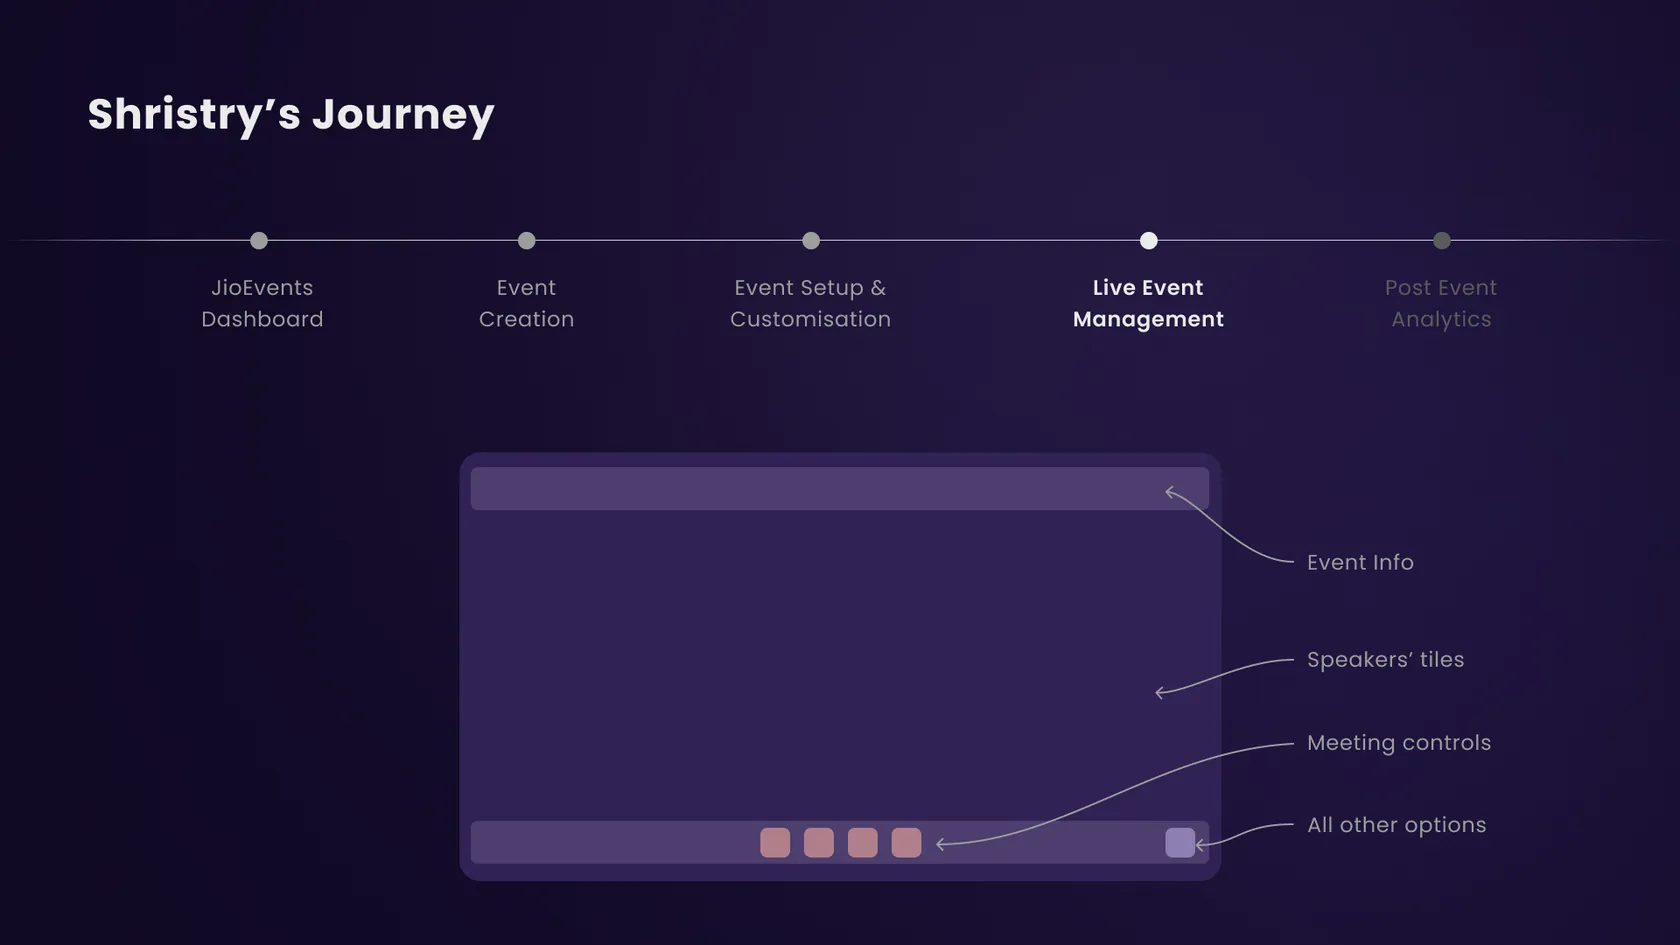 Shristry’s Journey
JioEvents
Dashboard
Event
Creation
Event Setup &
Customisation
Live Event
Management
Post Event
Analytics
Event Info
Speakers’ tiles
Meeting controls
All other options